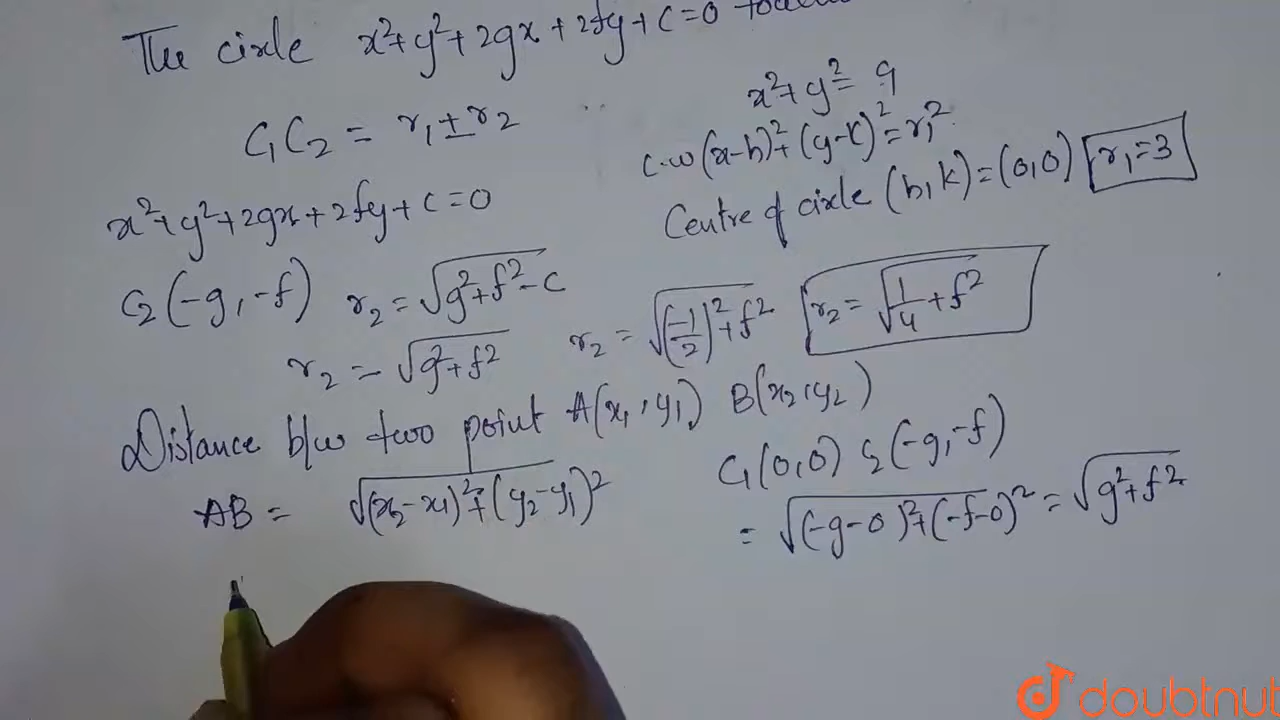 The circle x²+y²+2gx+2fy+c=0
C₁C₂ = r₁±r₂
x²+y²=9
c.w (x-h)²+(y-k)²=r₁²
Centre of circle (h,k)=(0,0) r₁=3
x²+y²+2gx+2fy+c=0
C₂(-g,-f) r₂=√(g²+f²-c)
r₂=√(g²+f²) r₂=√((-1/2)²+f²) r₂=√(1/4+f²)
Distance b/w two point A(x₁,y₁) B(x₂,y₂)
AB = √((x₂-x₁)²+(y₂-y₁)²)
C₁(0,0) C₂(-g,-f)
= √((-g-0)²+(-f-0)²) = √(g²+f²)
doubtnut